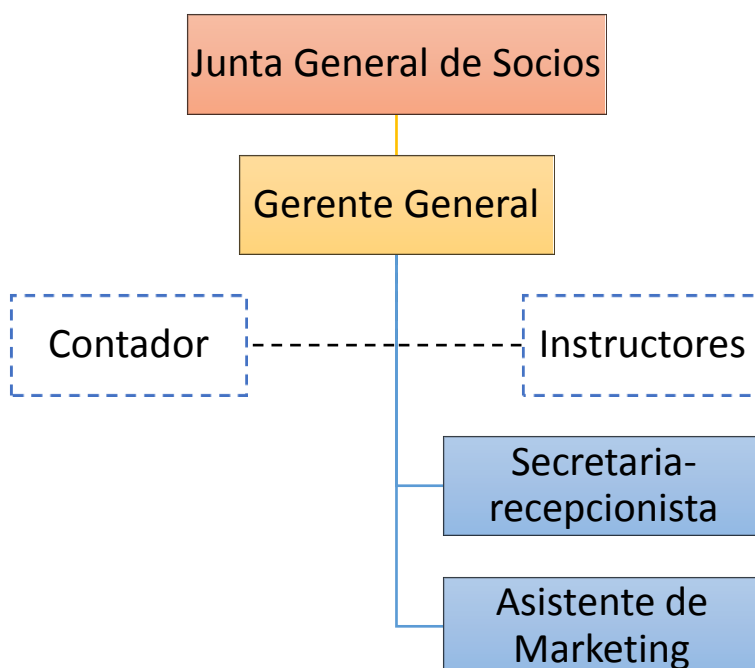 Junta General de Socios
Gerente General
Contador
Instructores
Secretaria-
recepcionista
Asistente de
Marketing